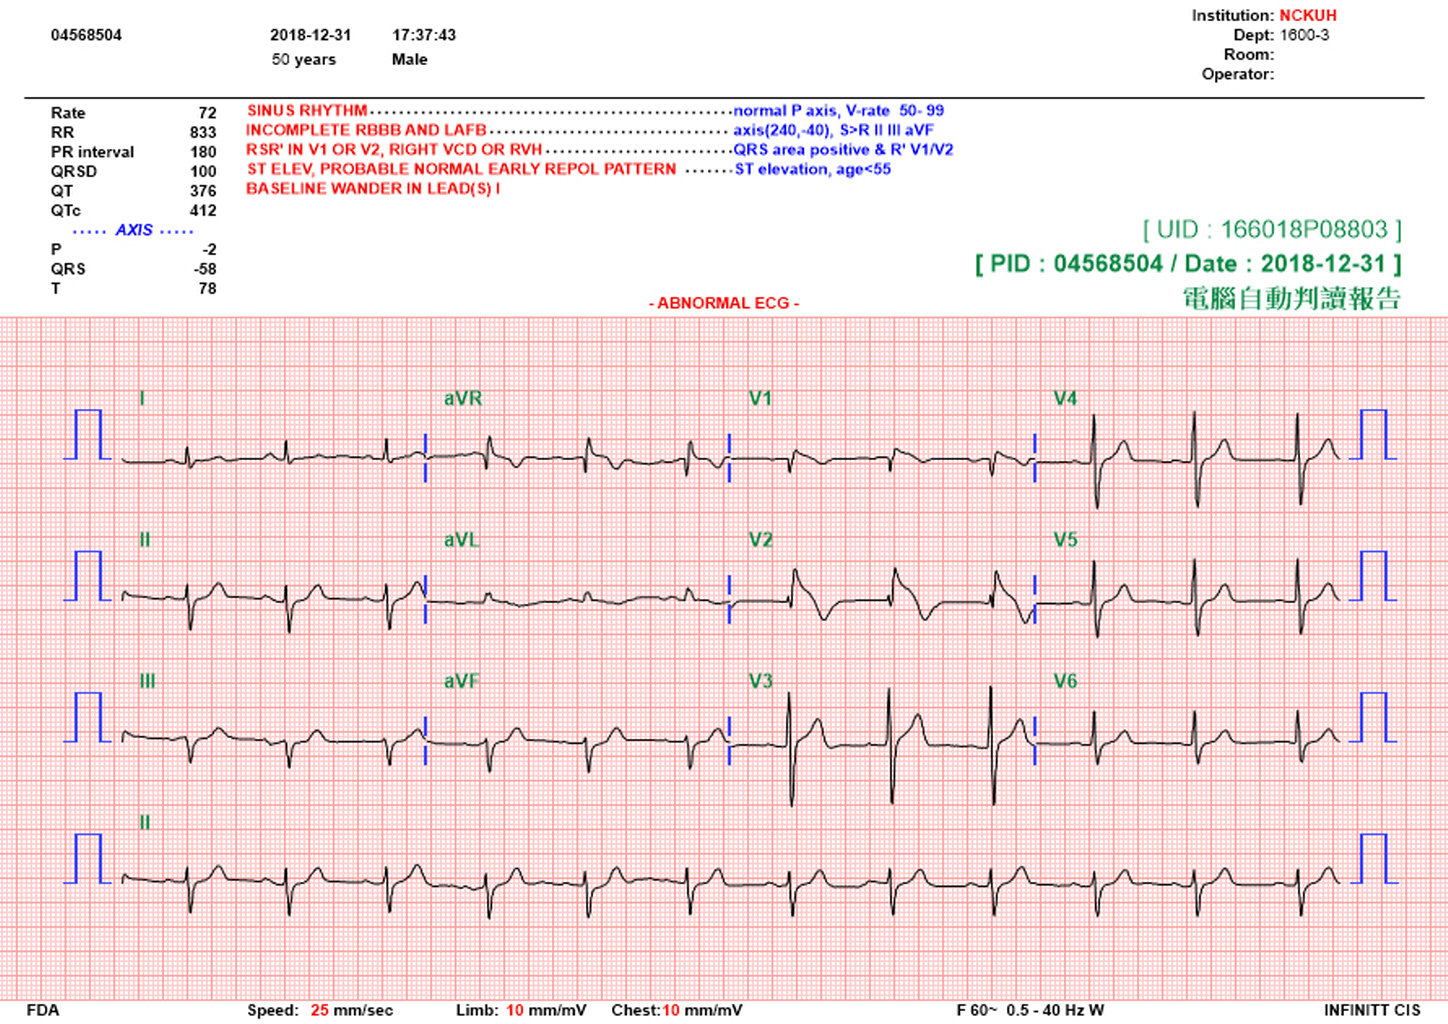 Institution: NCKUH
04568504 2018-12-31 17:37:43 Dept: 1600-3
50 years Male Room:
Operator:
Rate 72 SINUS RHYTHM normal P axis, V-rate 50- 99
RR 833 INCOMPLETE RBBB AND LAFB axis(240,-40), S>R II III aVF
PR interval 180 RSR' IN V1 OR V2, RIGHT VCD OR RVH QRS area positive & R' V1/V2
QRSD 100 ST ELEV, PROBABLE NORMAL EARLY REPOL PATTERN ST elevation, age<55
QT 376 BASELINE WANDER IN LEAD(S) I
QTc 412
..... AXIS .....
P -2
QRS -58
T 78
[ UID : 166018P08803 ]
[ PID : 04568504 / Date : 2018-12-31 ]
電腦自動判讀報告
- ABNORMAL ECG -
I aVR V1 V4
II aVL V2 V5
III aVF V3 V6
II
FDA Speed: 25 mm/sec Limb: 10 mm/mV Chest:10 mm/mV F 60~ 0.5 - 40 Hz W INFINITT CIS